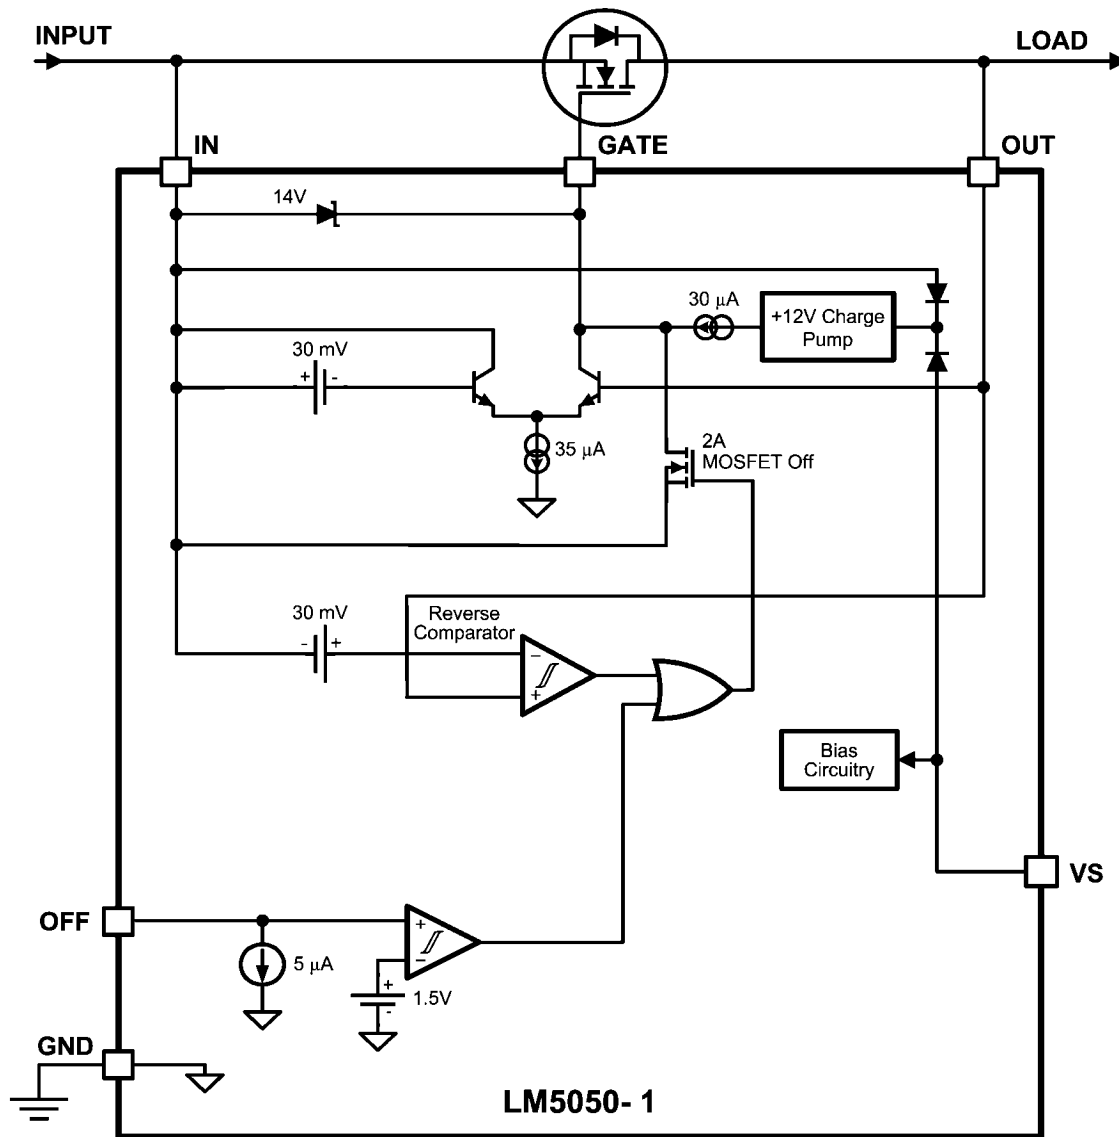 INPUT
LOAD
IN
GATE
OUT
14V
30 μA
+12V Charge
Pump
30 mV
+ -
35 μA
2A
MOSFET Off
30 mV
- +
Reverse
Comparator
−
+
Bias
Circuitry
VS
OFF
+
−
5 μA
+
1.5V
-
GND
LM5050- 1